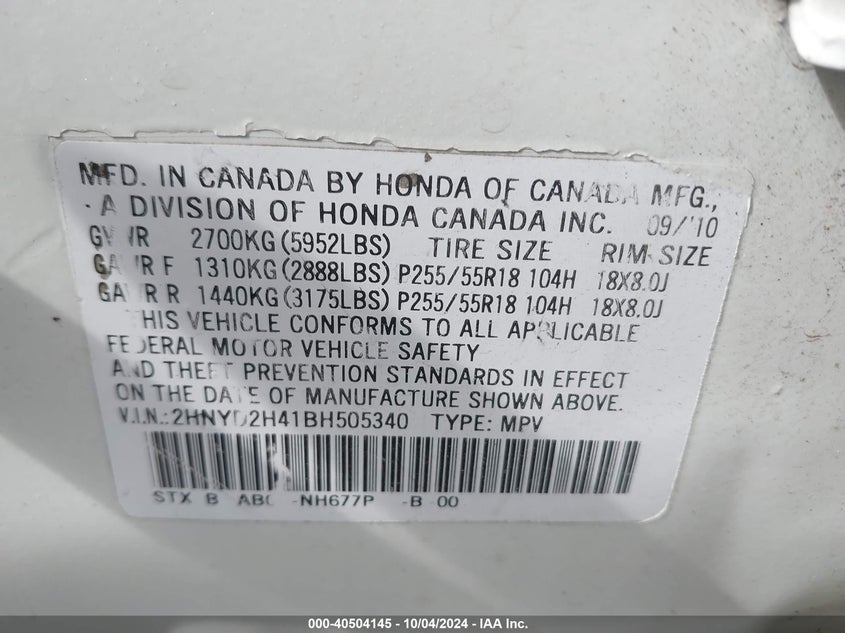 MFD. IN CANADA BY HONDA OF CANADA MFG.,
A DIVISION OF HONDA CANADA INC. 09/'10
GVWR 2700KG(5952LBS) TIRE SIZE RIM SIZE
GAWR F 1310KG(2888LBS) P255/55R18 104H 18X8.0J
GAWR R 1440KG(3175LBS) P255/55R18 104H 18X8.0J
THIS VEHICLE CONFORMS TO ALL APPLICABLE
FEDERAL MOTOR VEHICLE SAFETY
AND THEFT PREVENTION STANDARDS IN EFFECT
ON THE DATE OF MANUFACTURE SHOWN ABOVE.
V.I.N.:2HNYD2H41BH505340 TYPE: MPV
STX B -NH677P -B 00
000-40504145 - 10/04/2024 - IAA Inc.